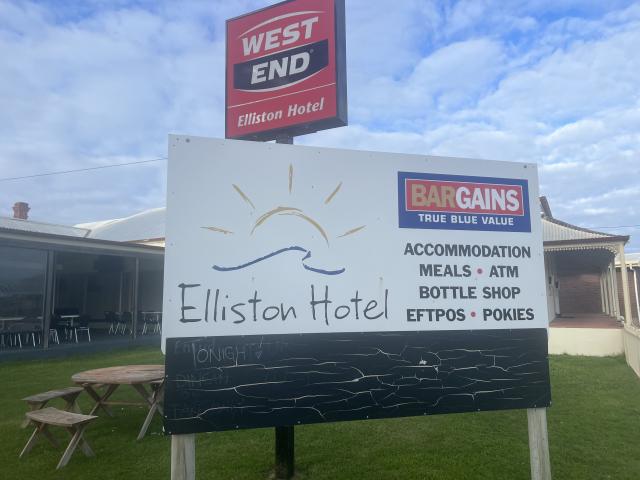 WEST
END
Elliston Hotel
BARGAINS
TRUE BLUE VALUE
ACCOMMODATION
MEALS • ATM
BOTTLE SHOP
EFTPOS • POKIES
Elliston Hotel
TONIGHT!